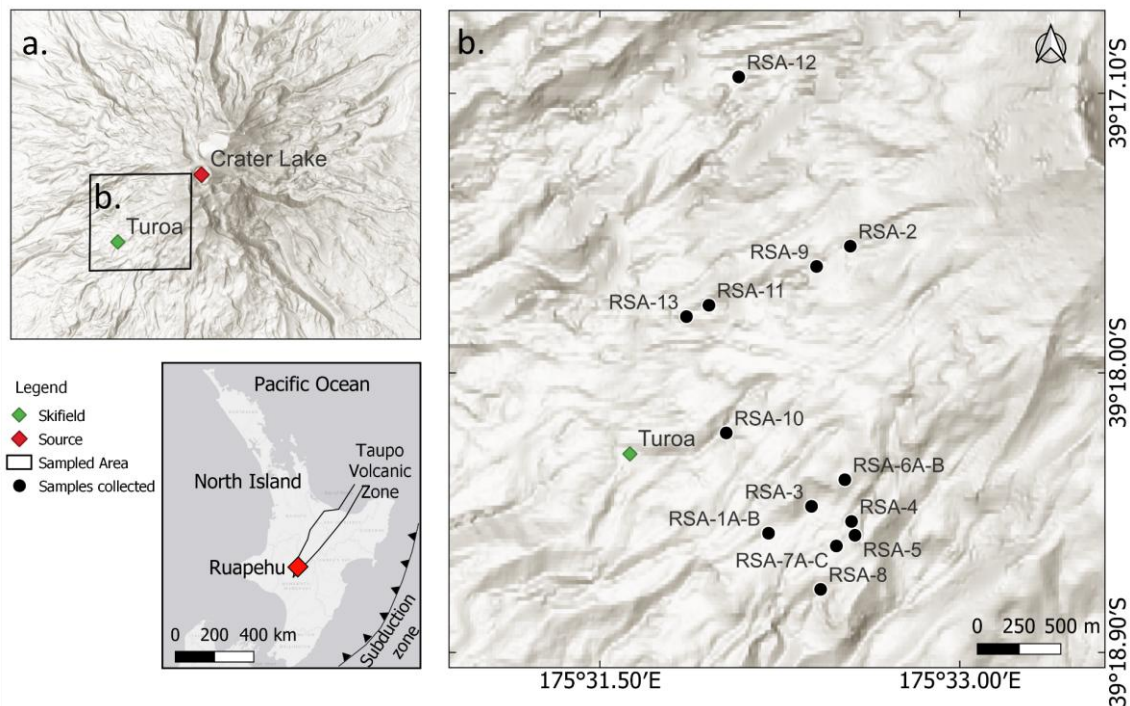 a.
Crater Lake
b.
Turoa
Legend
Skifield
Source
Sampled Area
Samples collected
Pacific Ocean
Taupo
Volcanic
Zone
North Island
Ruapehu
0 200 400 km
Subduction
zone
b.
RSA-12
RSA-2
RSA-9
RSA-11
RSA-13
RSA-10
Turoa
RSA-6A-B
RSA-3
RSA-4
RSA-1A-B
RSA-5
RSA-7A-C
RSA-8
0 250 500 m
39°17.10′S
39°18.00′S
39°18.90′S
175°31.50′E
175°33.00′E